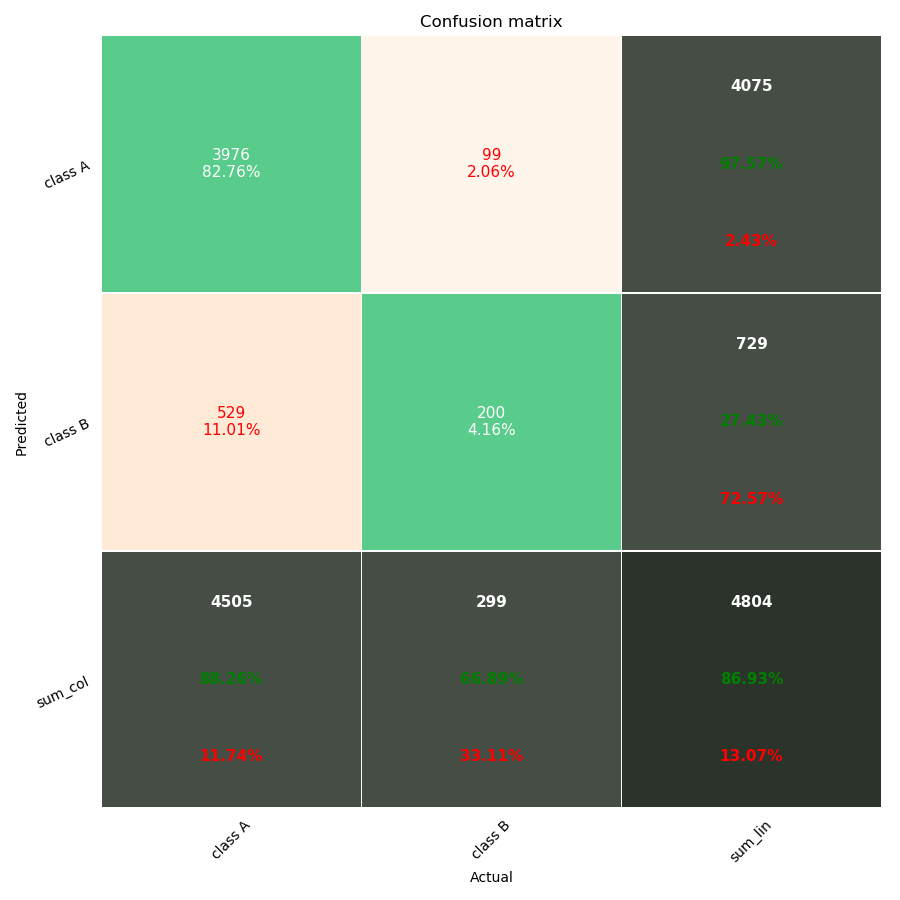 Confusion matrix
4075
3976
82.76%
99
2.06%
97.57%
class A
2.43%
729
Predicted
class B
529
11.01%
200
4.16%
27.43%
72.57%
4505
299
4804
sum_col
88.26%
66.89%
86.93%
11.74%
33.11%
13.07%
class A
class B
sum_lin
Actual